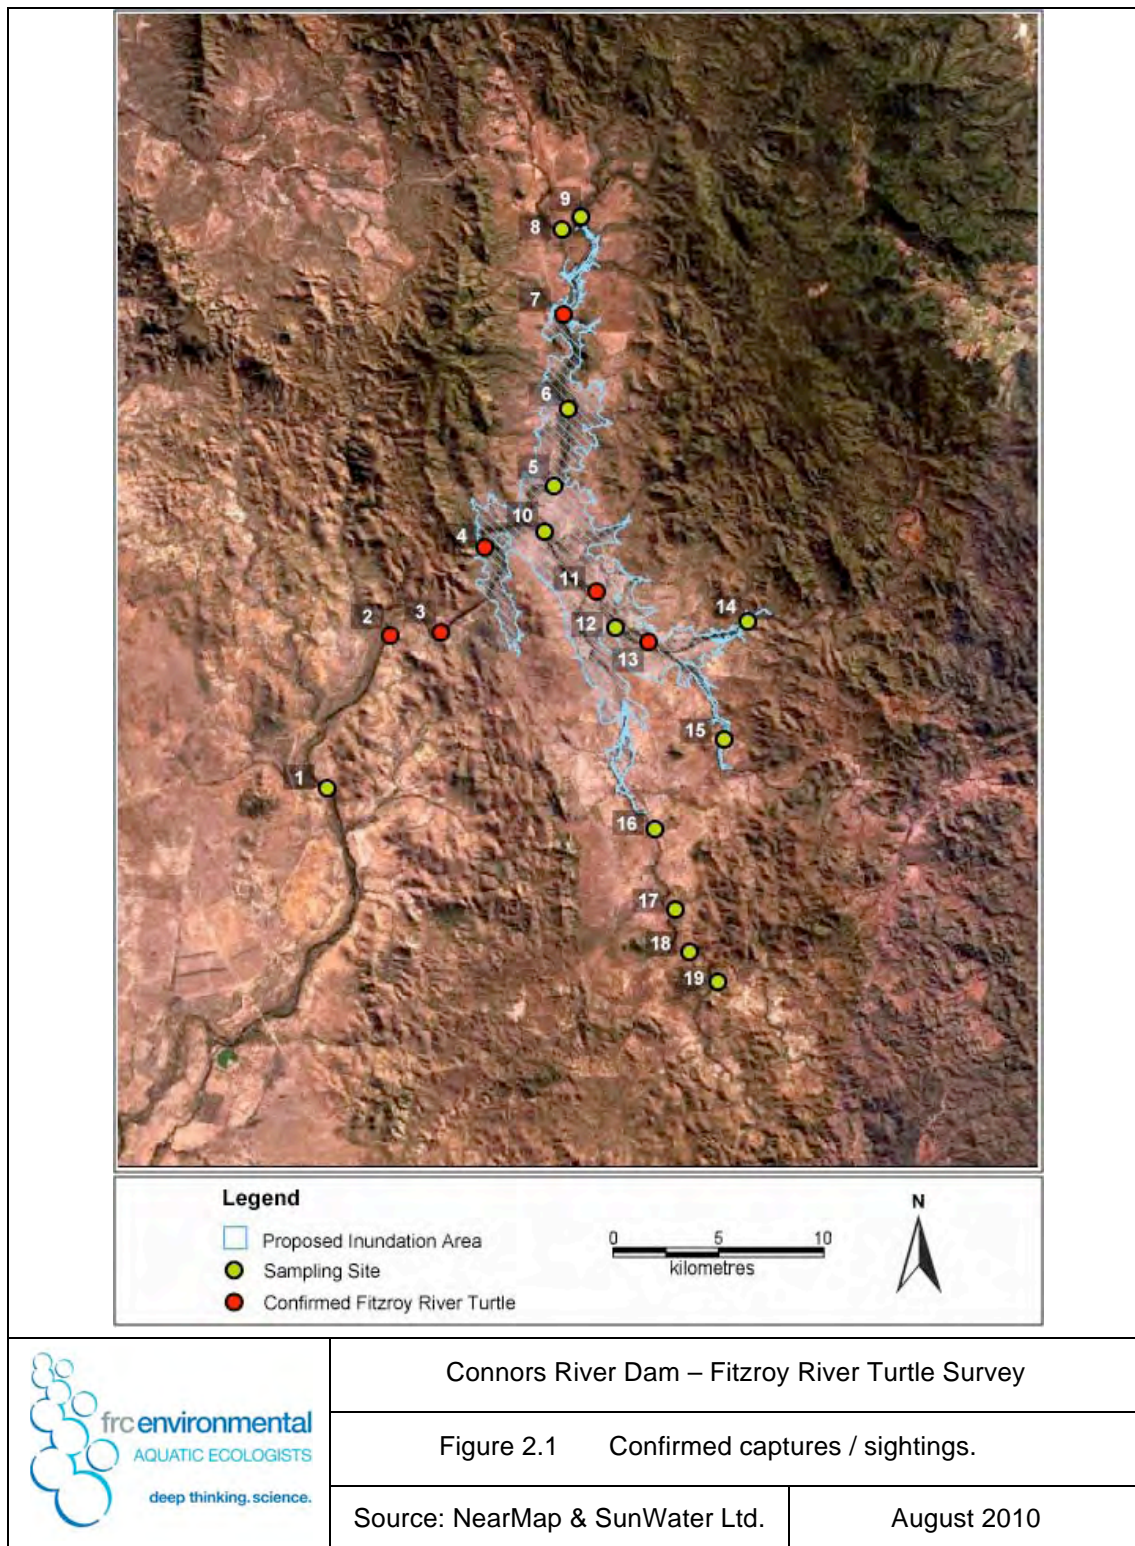 9
8
7
6
5
10
4
11
2
3
12
14
13
15
1
16
17
18
19
Legend
Proposed Inundation Area
Sampling Site
Confirmed Fitzroy River Turtle
0 5 10
kilometres
N
frc environmental
AQUATIC ECOLOGISTS
deep thinking. science.
Connors River Dam – Fitzroy River Turtle Survey
Figure 2.1 Confirmed captures / sightings.
Source: NearMap & SunWater Ltd.
August 2010